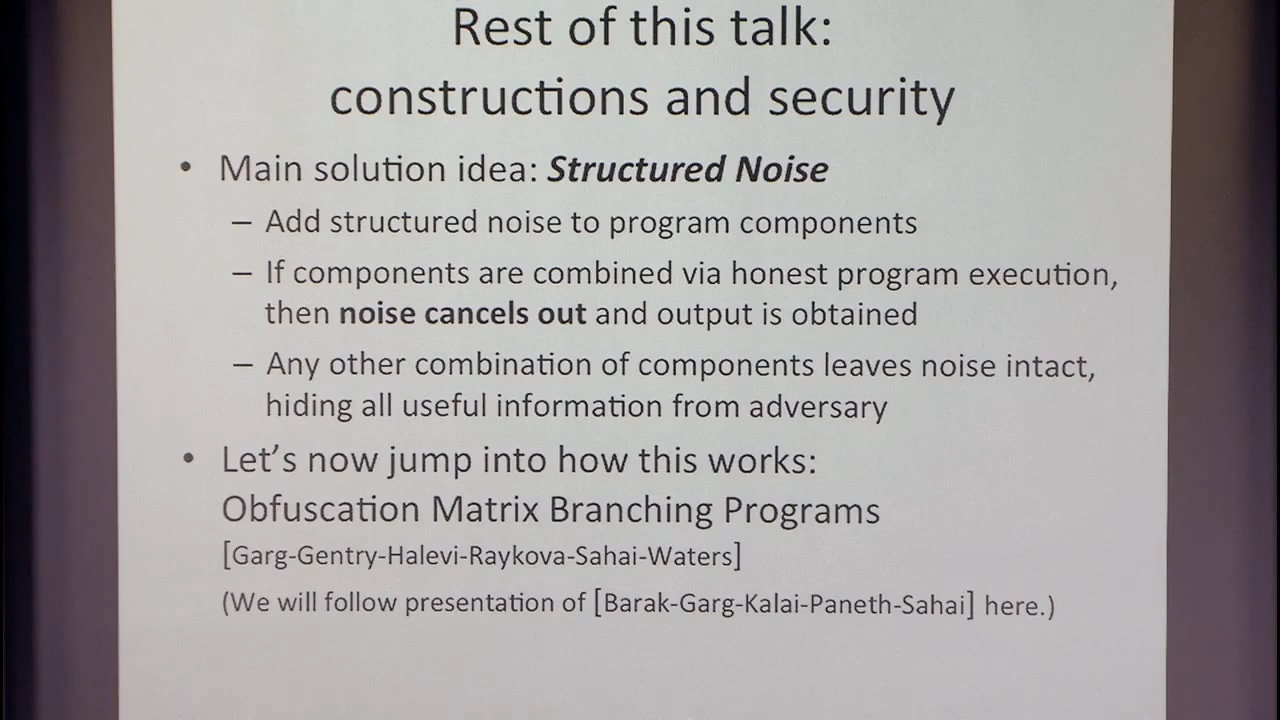 Rest of this talk:
constructions and security
• Main solution idea: Structured Noise
– Add structured noise to program components
– If components are combined via honest program execution,
then noise cancels out and output is obtained
– Any other combination of components leaves noise intact,
hiding all useful information from adversary
• Let's now jump into how this works:
Obfuscation Matrix Branching Programs
[Garg-Gentry-Halevi-Raykova-Sahai-Waters]
(We will follow presentation of [Barak-Garg-Kalai-Paneth-Sahai] here.)